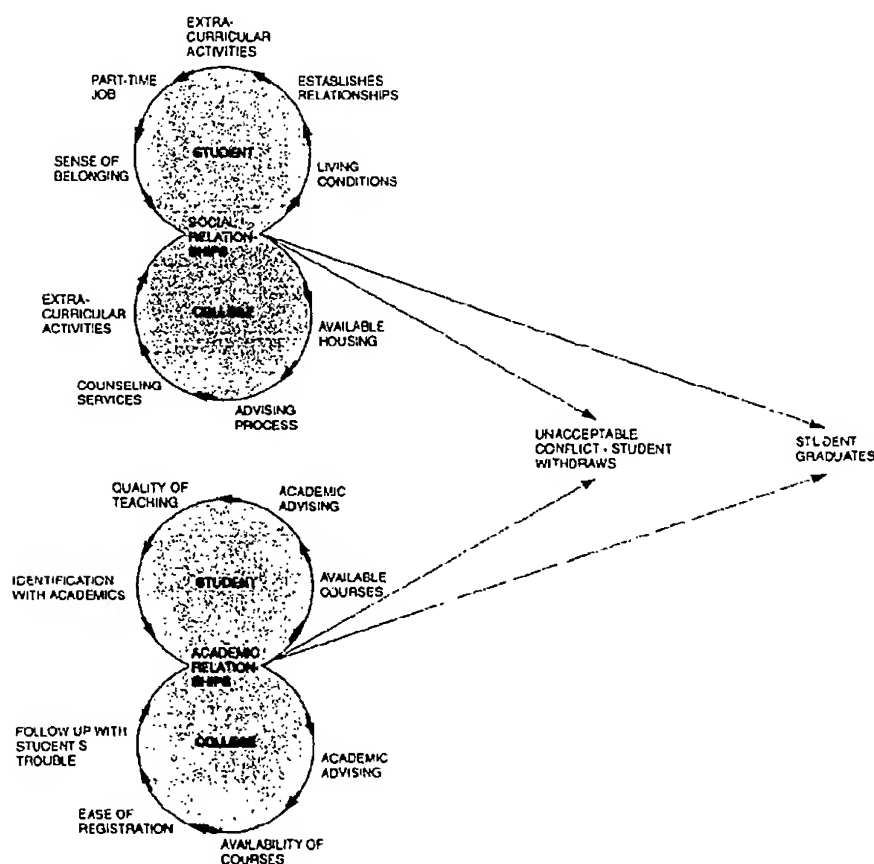 EXTRA-
CURRICULAR
ACTIVITIES
PART-TIME
JOB
ESTABLISHES
RELATIONSHIPS
STUDENT
SENSE OF
BELONGING
LIVING
CONDITIONS
SOCIAL
RELATION-
SHIPS
EXTRA-
CURRICULAR
ACTIVITIES
COLLEGE
AVAILABLE
HOUSING
COUNSELING
SERVICES
ADVISING
PROCESS
UNACCEPTABLE
CONFLICT - STUDENT
WITHDRAWS
STUDENT
GRADUATES
QUALITY OF
TEACHING
ACADEMIC
ADVISING
IDENTIFICATION
WITH ACADEMICS
STUDENT
AVAILABLE
COURSES
ACADEMIC
RELATION-
SHIPS
FOLLOW UP WITH
STUDENT S
TROUBLE
COLLEGE
ACADEMIC
ADVISING
EASE OF
REGISTRATION
AVAILABILITY OF
COURSES